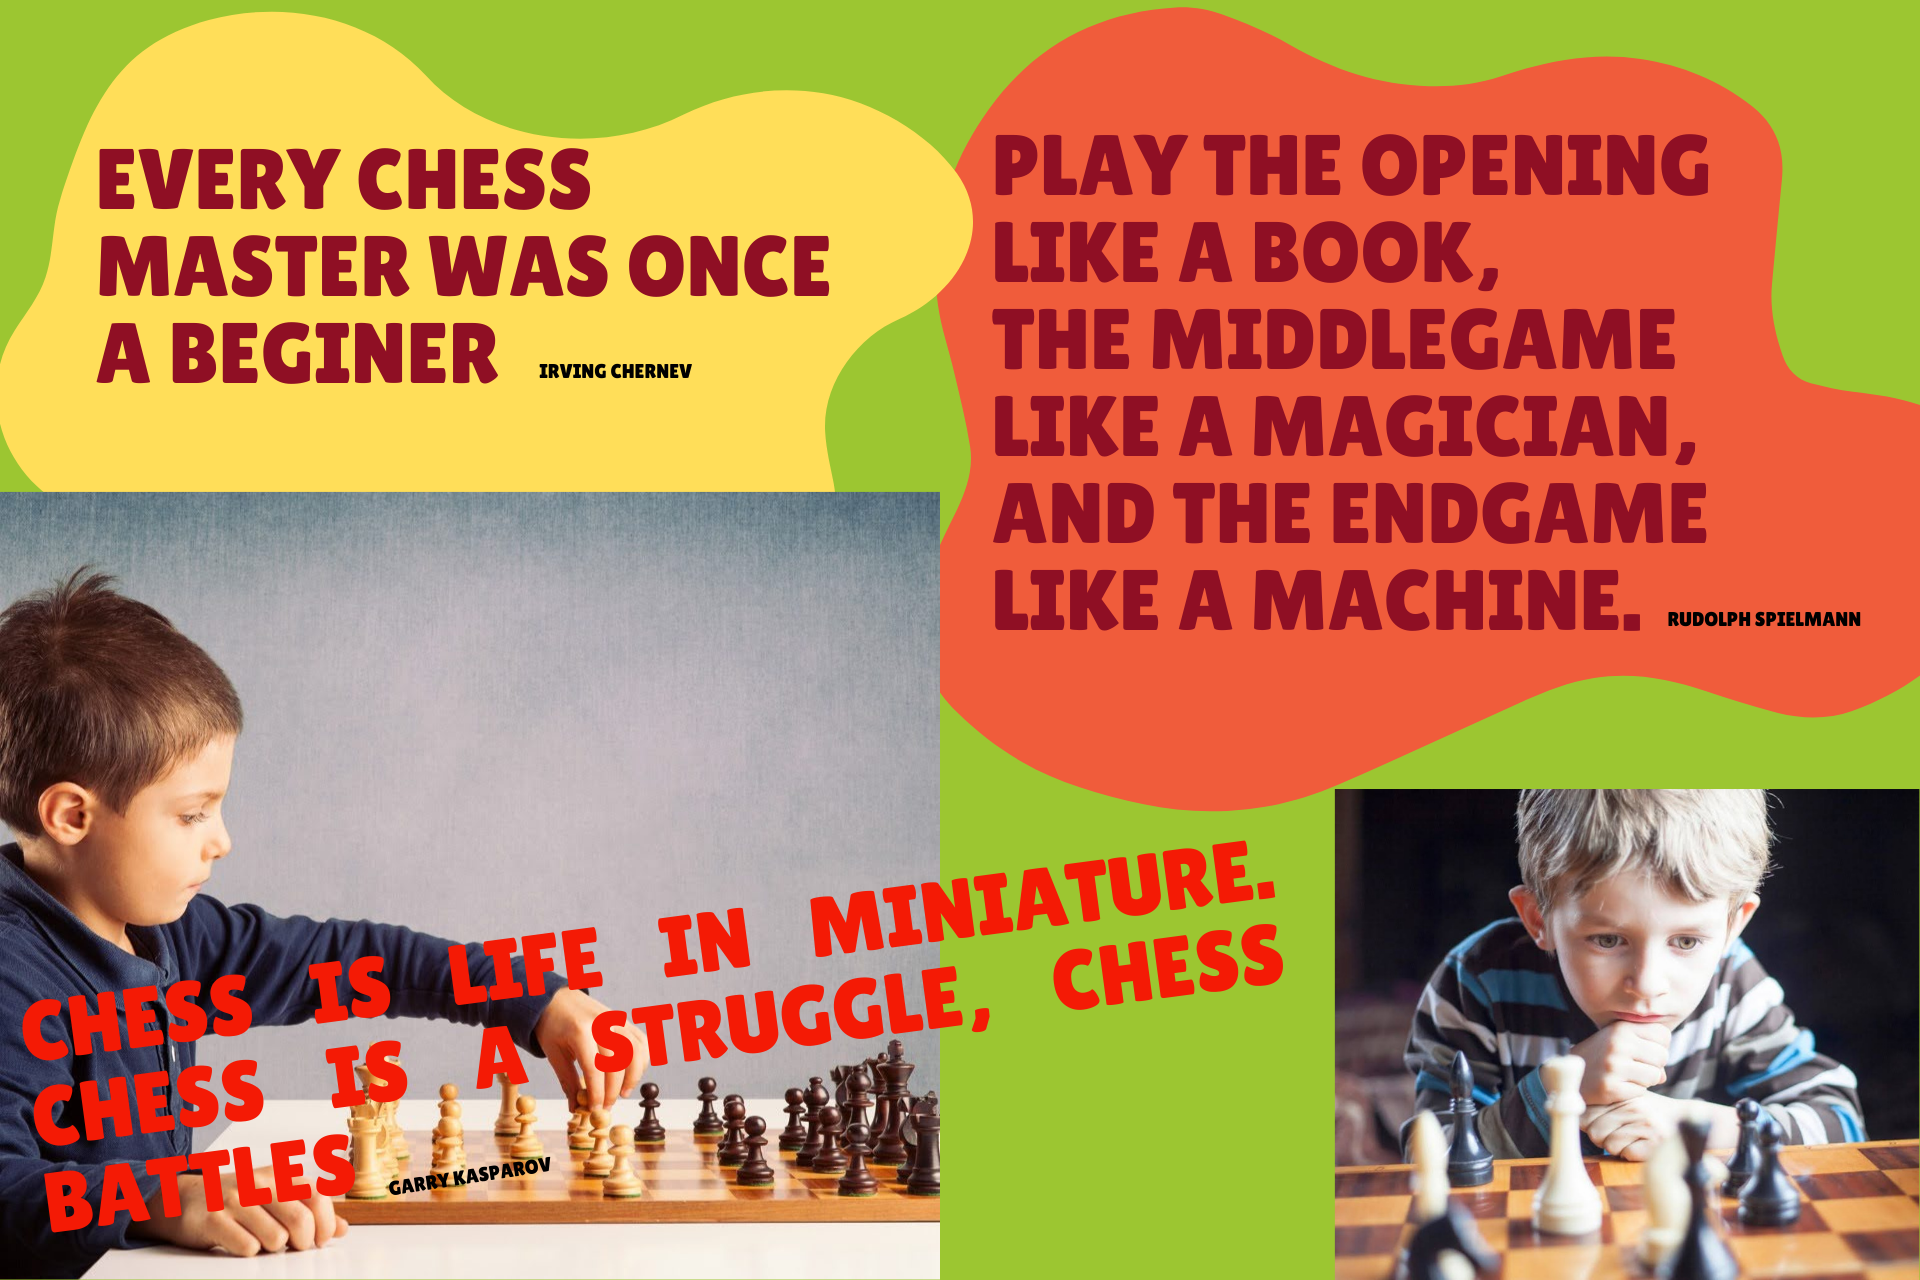 EVERY CHESS
MASTER WAS ONCE
A BEGINER
IRVING CHERNEV
PLAY THE OPENING
LIKE A BOOK,
THE MIDDLEGAME
LIKE A MAGICIAN,
AND THE ENDGAME
LIKE A MACHINE.
RUDOLPH SPIELMANN
CHESS IS LIFE IN MINIATURE.
CHESS IS A STRUGGLE, CHESS
BATTLES
GARRY KASPAROV